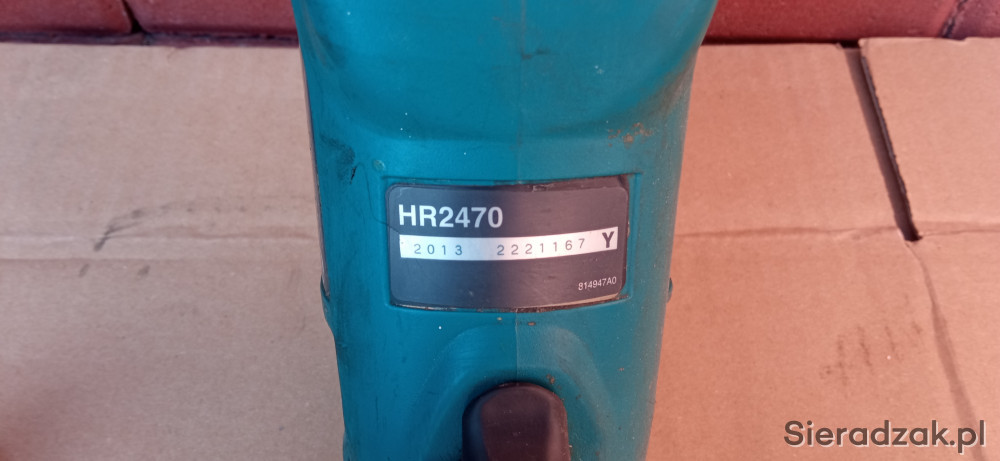 HR2470
2013 2221167 Y
814947A0
Sieradzak.pl